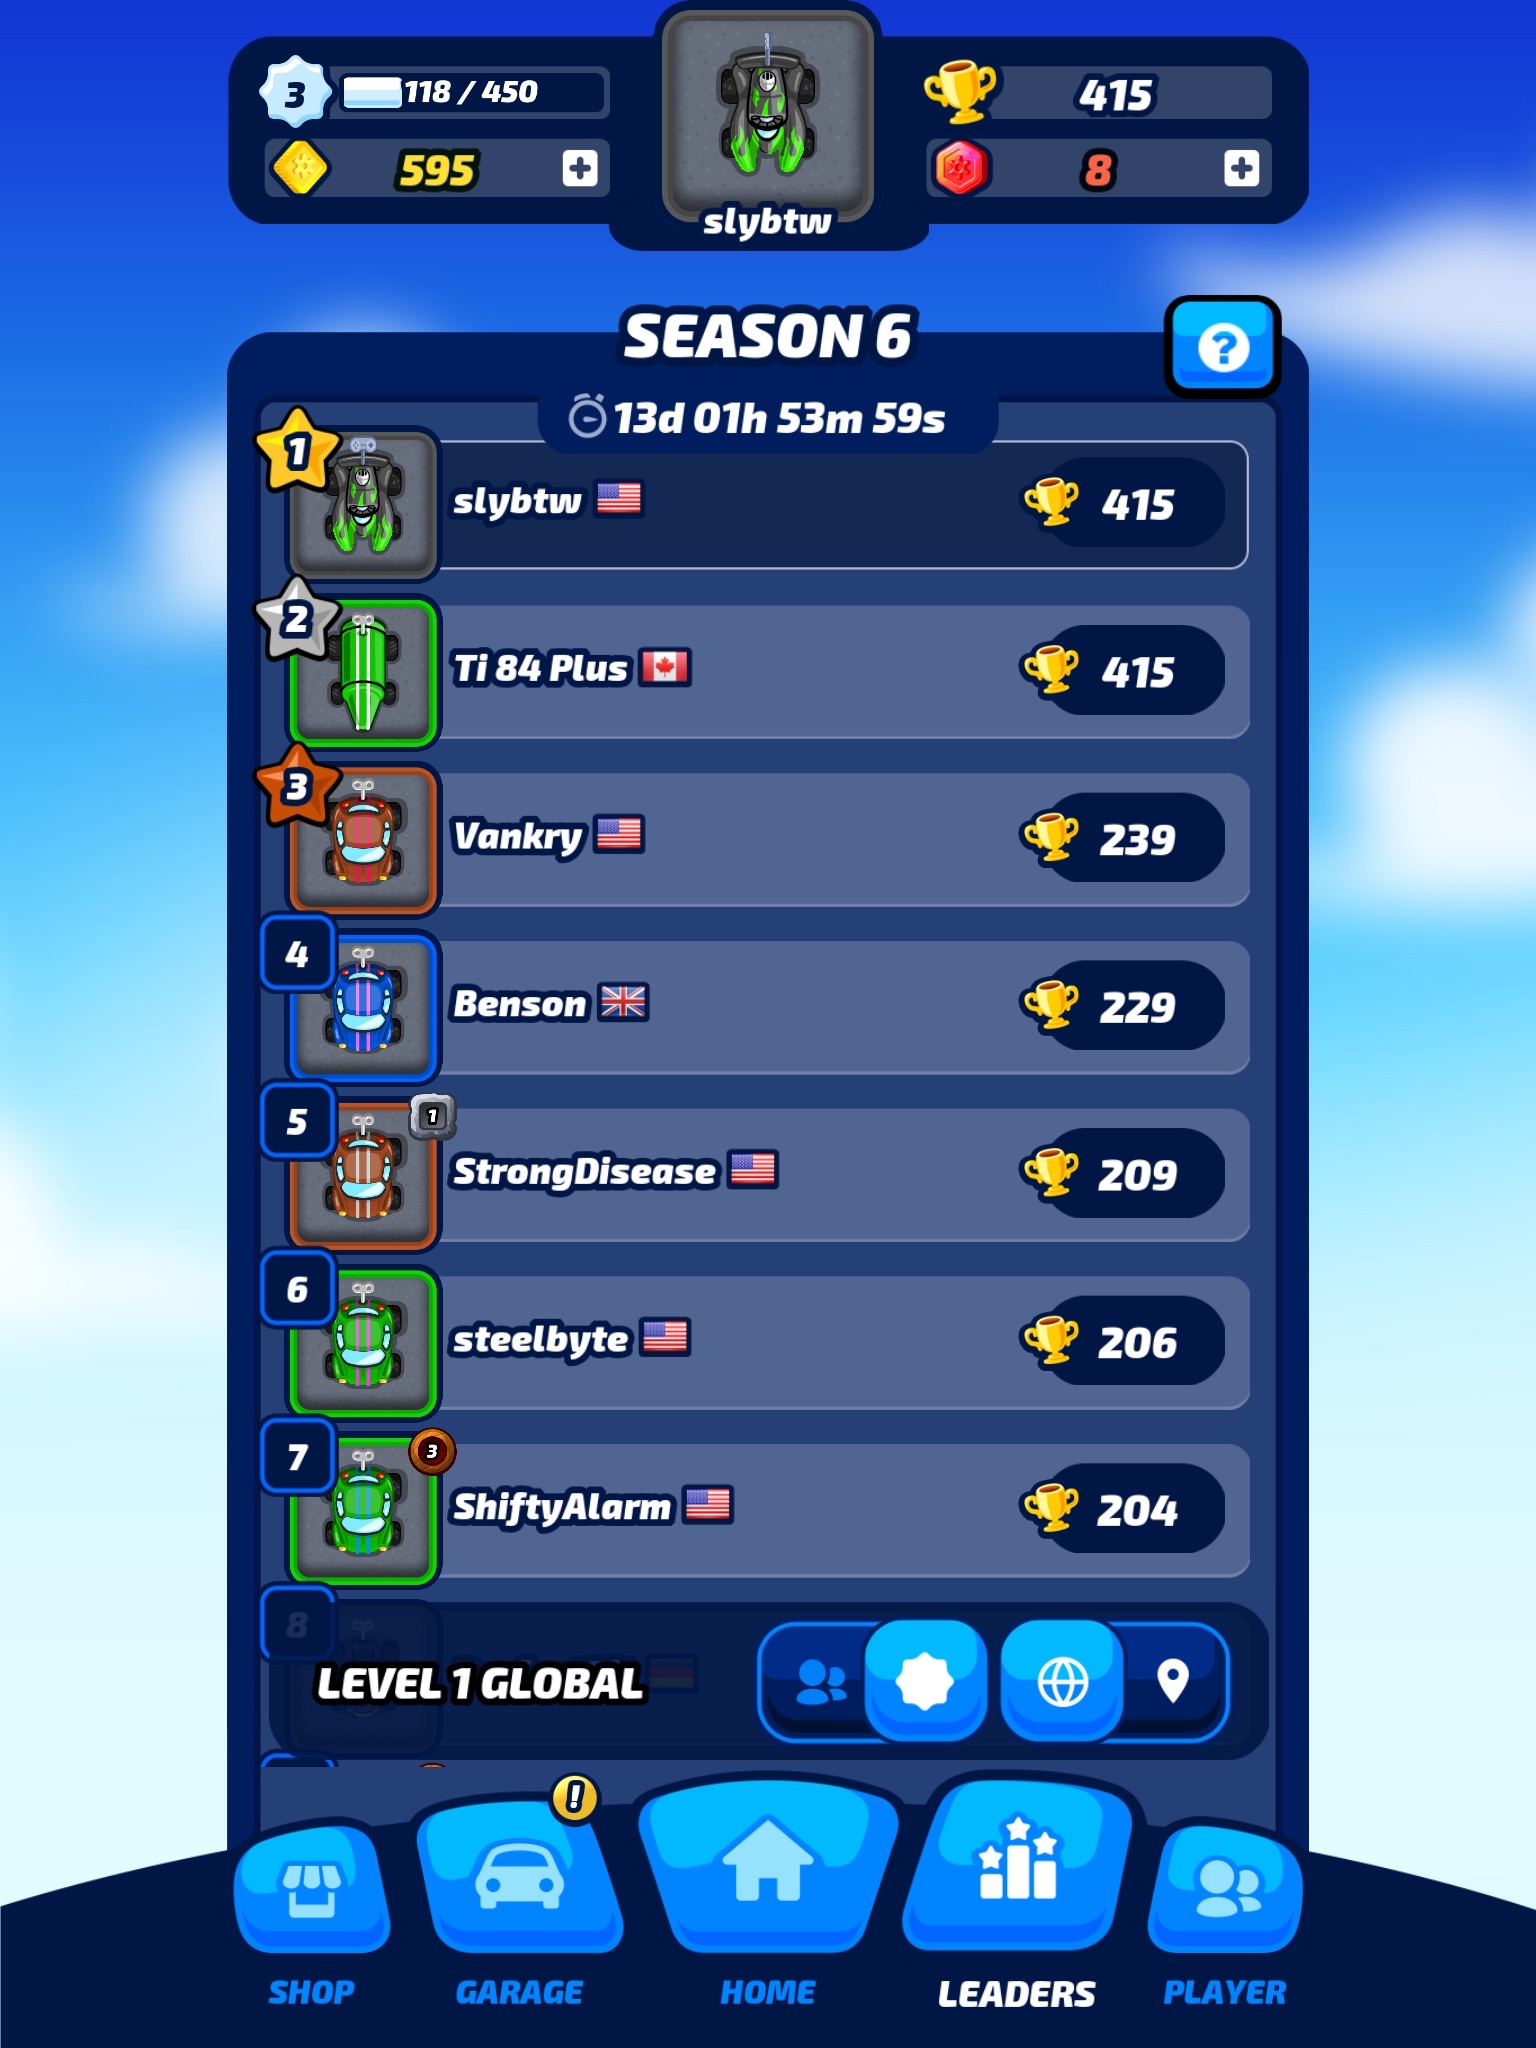 3
118 / 450
415
595
8
slybtw
SEASON 6
?
13d 01h 53m 59s
1
slybtw
415
2
Ti 84 Plus
415
3
Vankry
239
4
Benson
229
5
1
StrongDisease
209
6
steelbyte
206
7
3
ShiftyAlarm
204
8
LEVEL 1 GLOBAL
!
SHOP
GARAGE
HOME
LEADERS
PLAYER